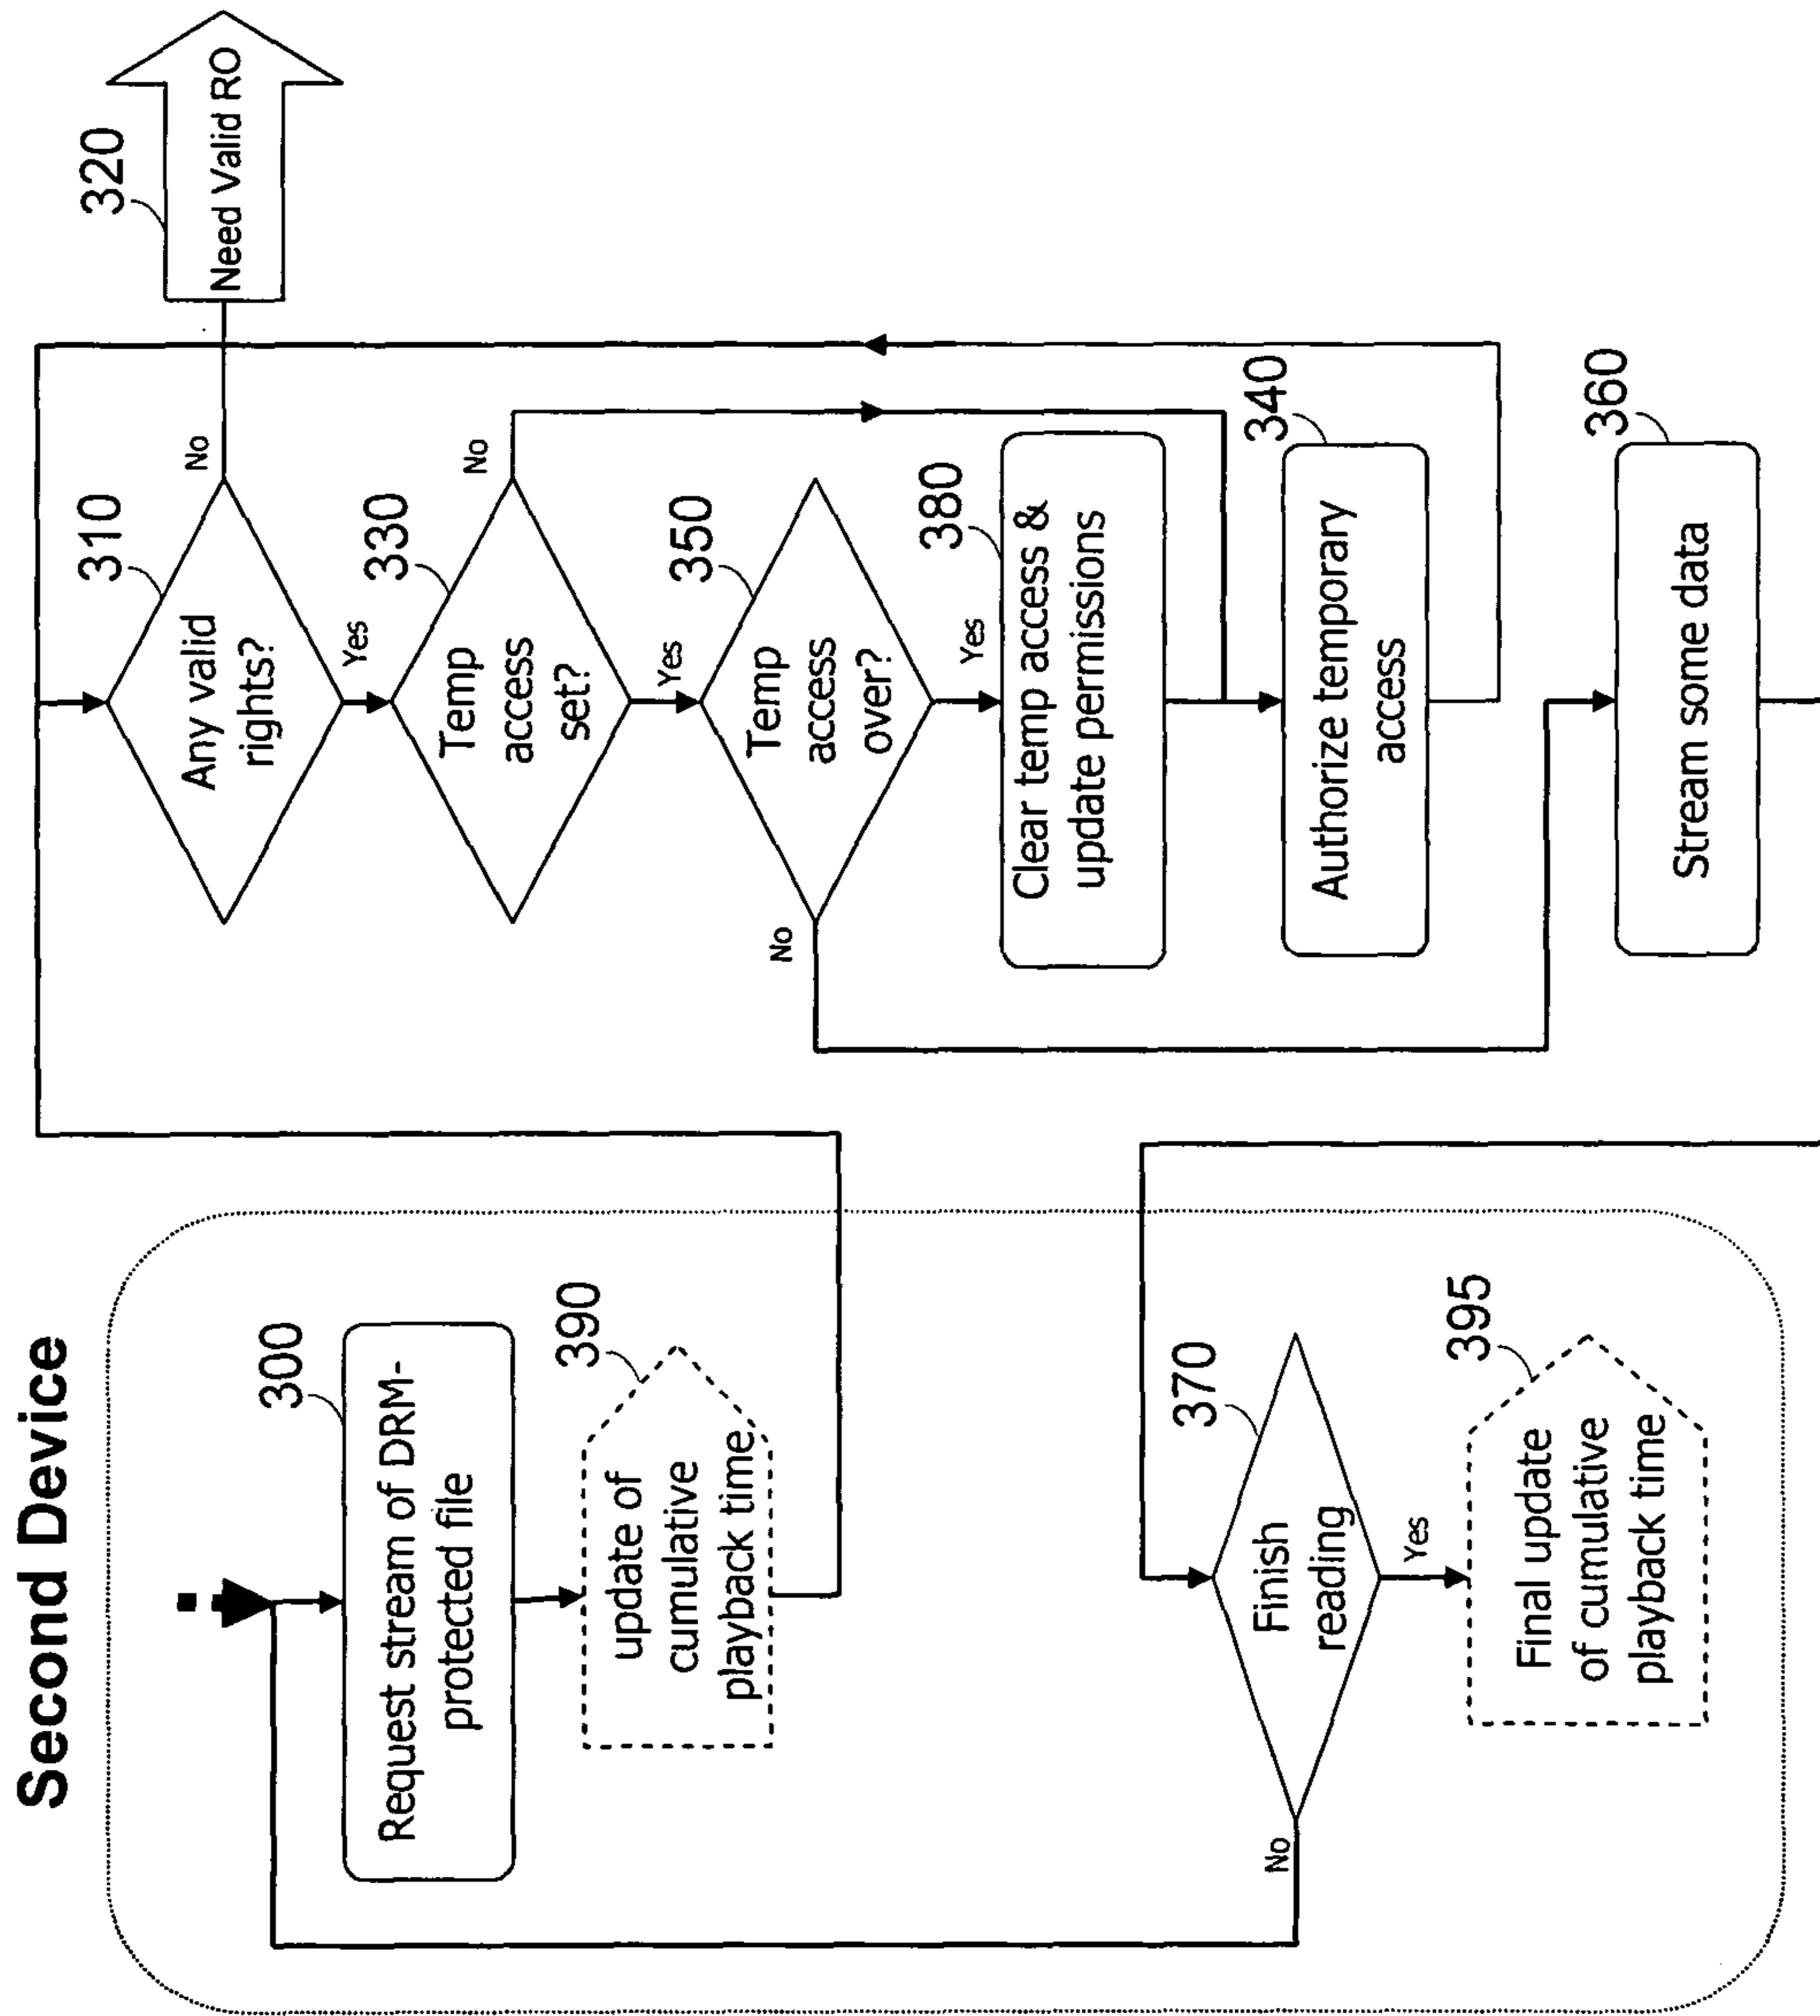 Second Device
300
Request stream of DRM-
protected file
390
update of
cumulative
playback time
370
Finish
reading
No
Yes
395
Final update
of cumulative
playback time
310
Any valid
rights?
No
Yes
320
Need Valid RO
330
Temp
access
set?
No
Yes
350
Temp
access
over?
No
Yes
380
Clear temp access &
update permissions
340
Authorize temporary
access
360
Stream some data